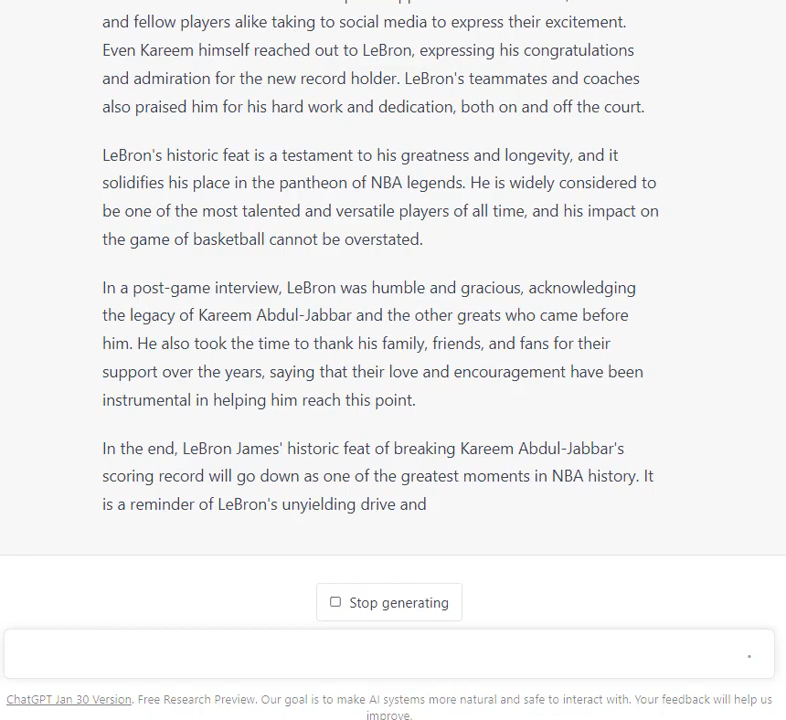 and fellow players alike taking to social media to express their excitement.
Even Kareem himself reached out to LeBron, expressing his congratulations
and admiration for the new record holder. LeBron's teammates and coaches
also praised him for his hard work and dedication, both on and off the court.
LeBron's historic feat is a testament to his greatness and longevity, and it
solidifies his place in the pantheon of NBA legends. He is widely considered to
be one of the most talented and versatile players of all time, and his impact on
the game of basketball cannot be overstated.
In a post-game interview, LeBron was humble and gracious, acknowledging
the legacy of Kareem Abdul-Jabbar and the other greats who came before
him. He also took the time to thank his family, friends, and fans for their
support over the years, saying that their love and encouragement have been
instrumental in helping him reach this point.
In the end, LeBron James' historic feat of breaking Kareem Abdul-Jabbar's
scoring record will go down as one of the greatest moments in NBA history. It
is a reminder of LeBron's unyielding drive and
Stop generating
ChatGPT Jan 30 Version. Free Research Preview. Our goal is to make AI systems more natural and safe to interact with. Your feedback will help us
improve.